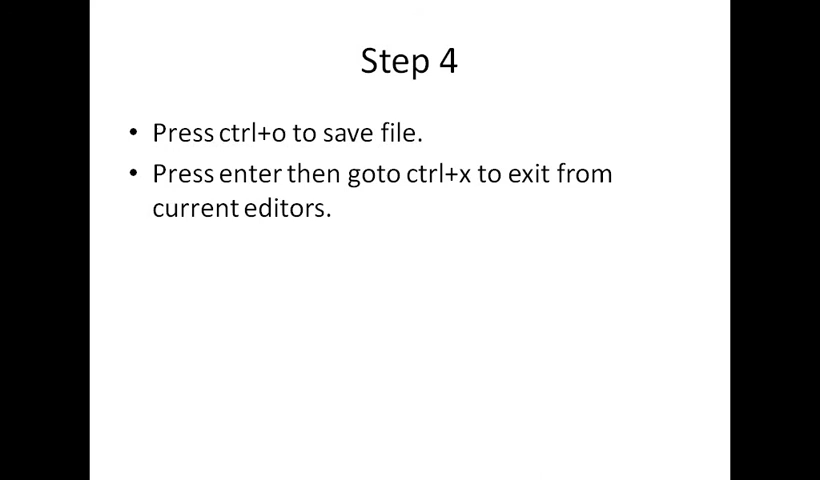 Step 4
• Press ctrl+o to save file.
• Press enter then goto ctrl+x to exit from
current editors.